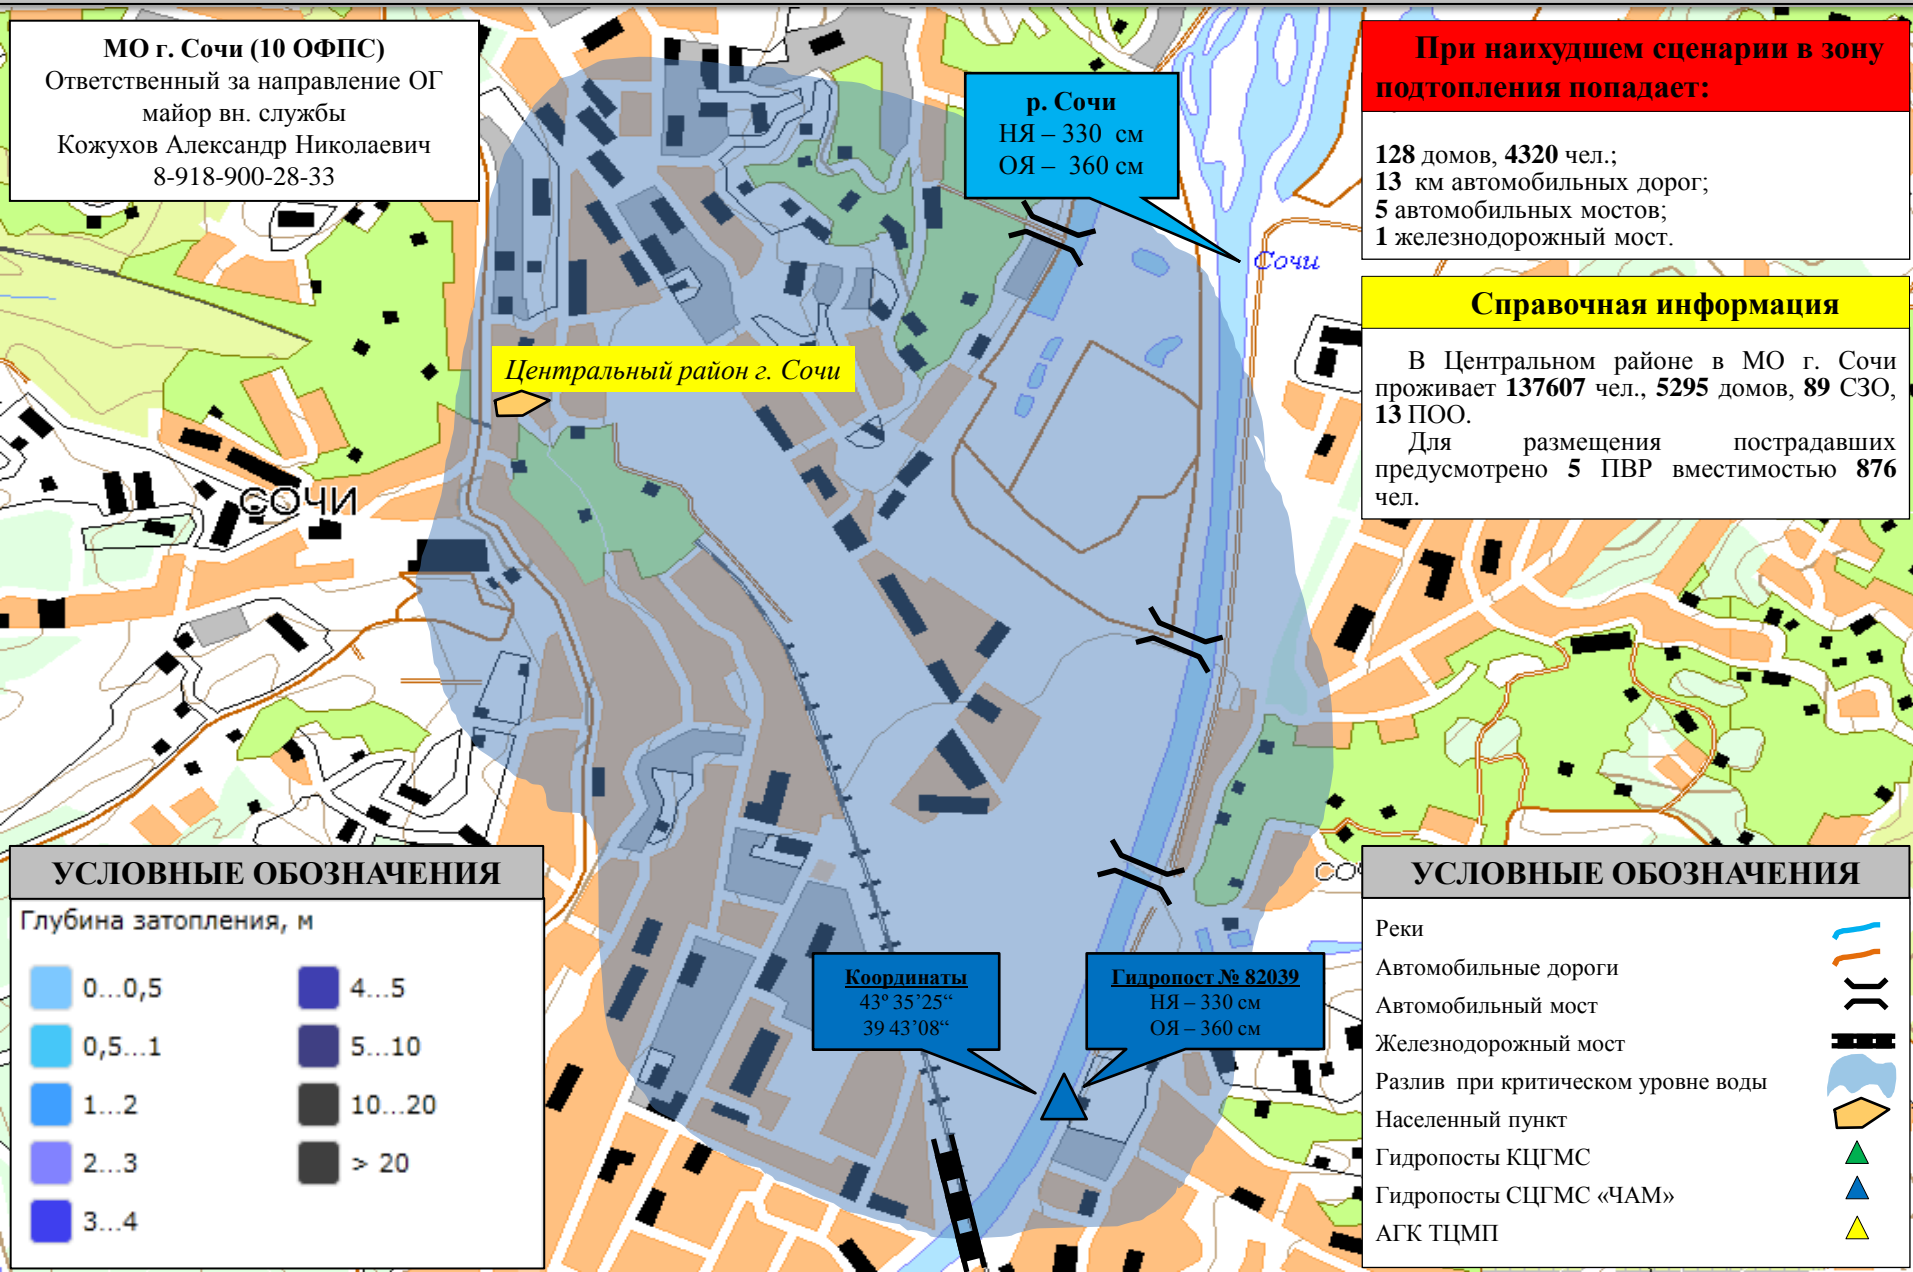 МО г. Сочи (10 ОФПС)
Ответственный за направление ОГ
майор вн. службы
Кожухов Александр Николаевич
8-918-900-28-33
р. Сочи
НЯ – 330 см
ОЯ – 360 см
При наихудшем сценарии в зону
подтопления попадает:
128 домов, 4320 чел.;
13 км автомобильных дорог;
5 автомобильных мостов;
1 железнодорожный мост.
Сочи
Справочная информация
В Центральном районе в МО г. Сочи
проживает 137607 чел., 5295 домов, 89 СЗО,
13 ПОО.
Для размещения пострадавших
предусмотрено 5 ПВР вместимостью 876
чел.
Центральный район г. Сочи
СОЧИ
УСЛОВНЫЕ ОБОЗНАЧЕНИЯ
Глубина затопления, м
0...0,5
0,5...1
1...2
2...3
3...4
4...5
5...10
10...20
> 20
Координаты
43º 35’25“
39 43’08“
Гидропост № 82039
НЯ – 330 см
ОЯ – 360 см
УСЛОВНЫЕ ОБОЗНАЧЕНИЯ
Реки
Автомобильные дороги
Автомобильный мост
Железнодорожный мост
Разлив при критическом уровне воды
Населенный пункт
Гидропосты КЦГМС
Гидропосты СЦГМС «ЧАМ»
АГК ТЦМП